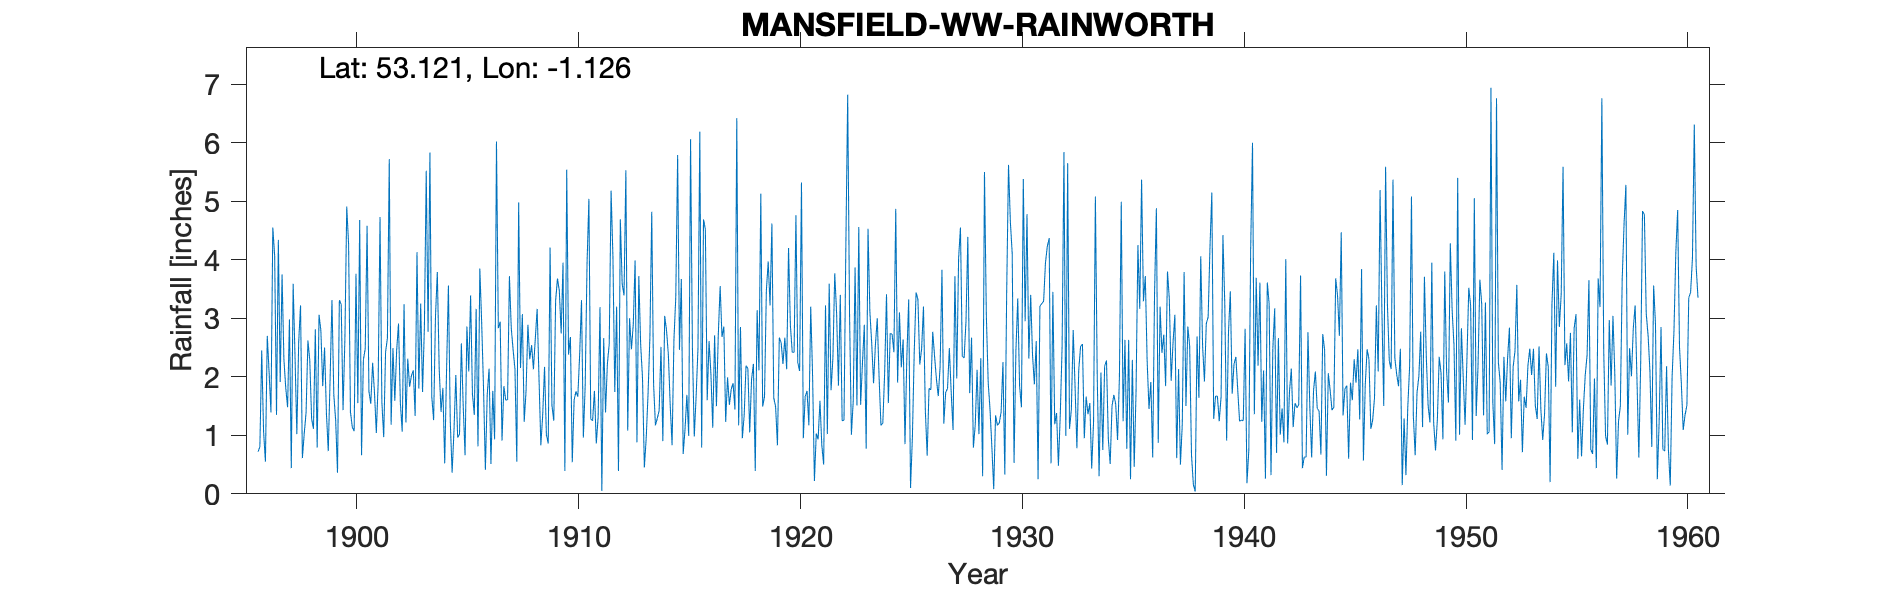 MANSFIELD-WW-RAINWORTH
Lat: 53.121, Lon: -1.126
Rainfall [inches]
7
6
5
4
3
2
1
0
1900 1910 1920 1930 1940 1950 1960
Year